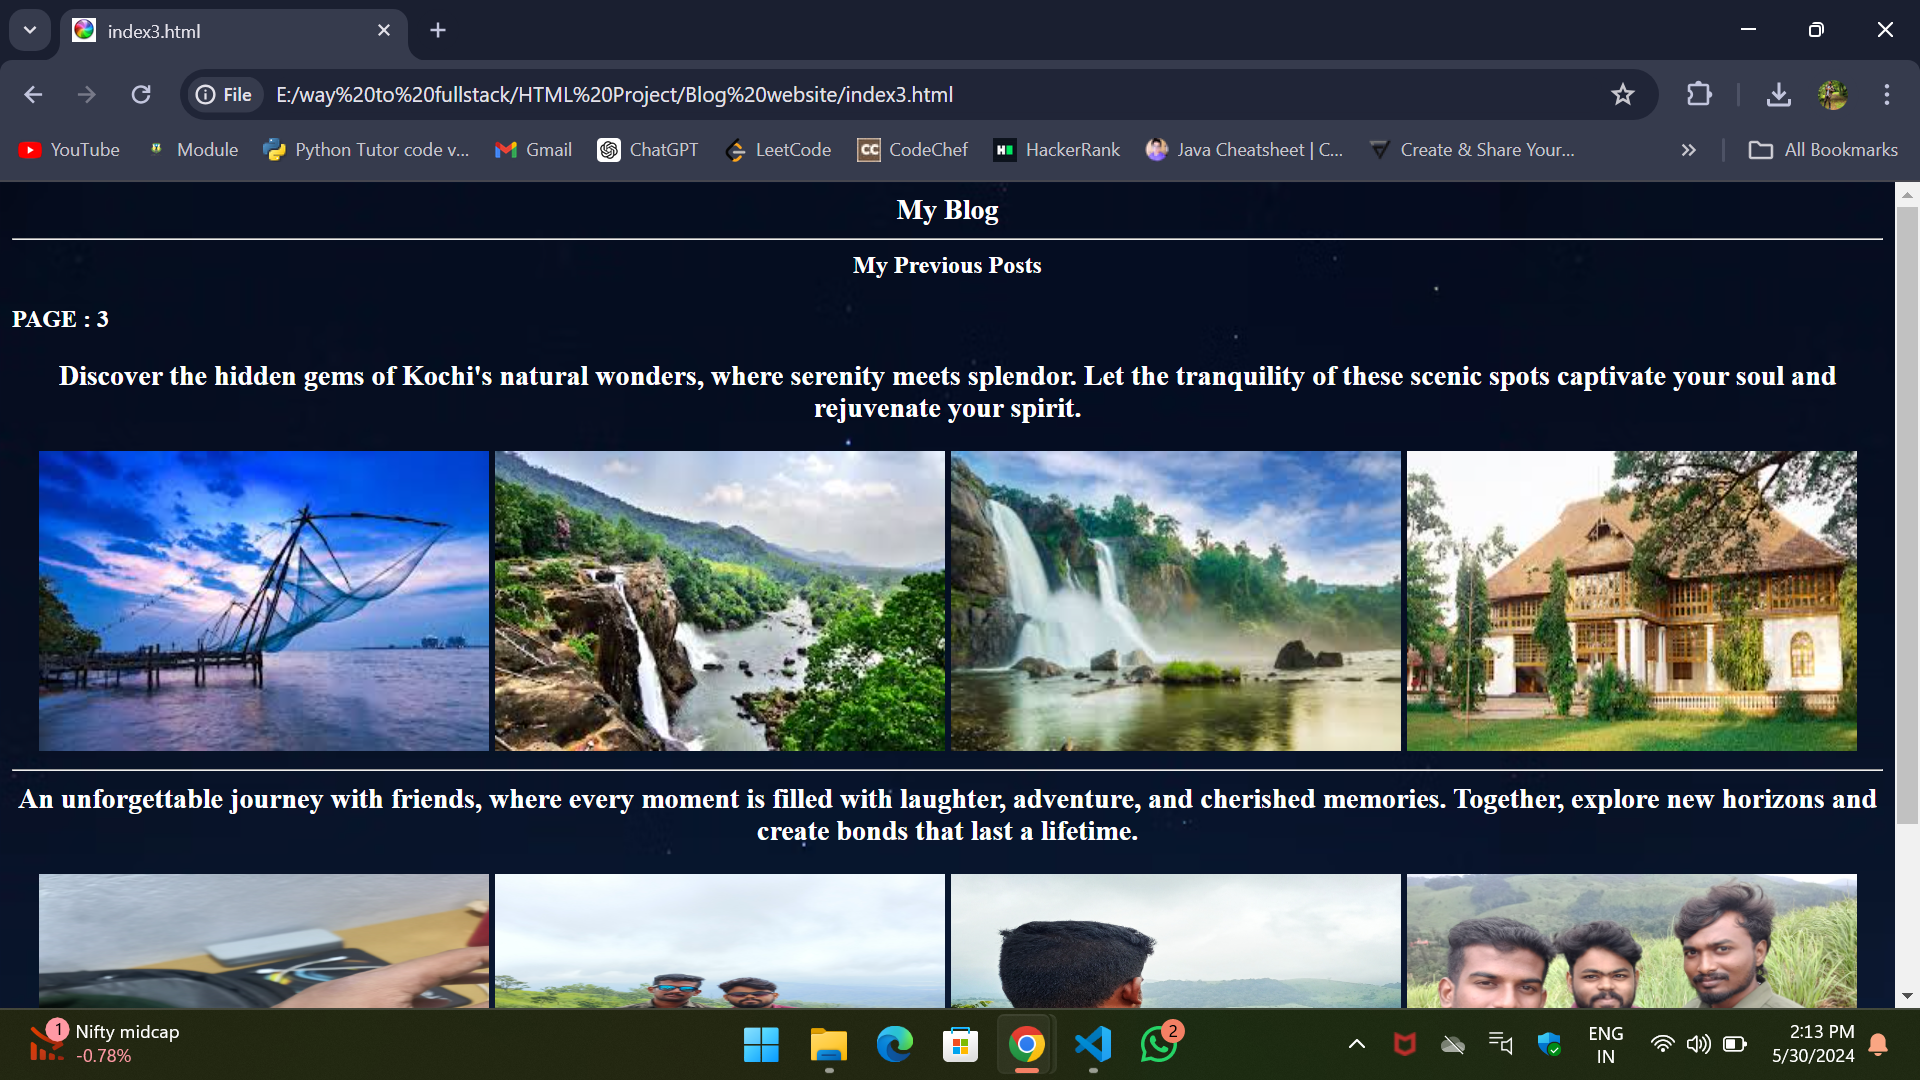 index3.html
File
E:/way%20to%20fullstack/HTML%20Project/Blog%20website/index3.html
YouTube
Module
Python Tutor code v...
Gmail
ChatGPT
LeetCode
CC CodeChef
H HackerRank
Java Cheatsheet | C...
Create & Share Your...
All Bookmarks
My Blog
My Previous Posts
PAGE : 3
Discover the hidden gems of Kochi's natural wonders, where serenity meets splendor. Let the tranquility of these scenic spots captivate your soul and
rejuvenate your spirit.
An unforgettable journey with friends, where every moment is filled with laughter, adventure, and cherished memories. Together, explore new horizons and
create bonds that last a lifetime.
1
Nifty midcap
-0.78%
2
ENG
IN
2:13 PM
5/30/2024